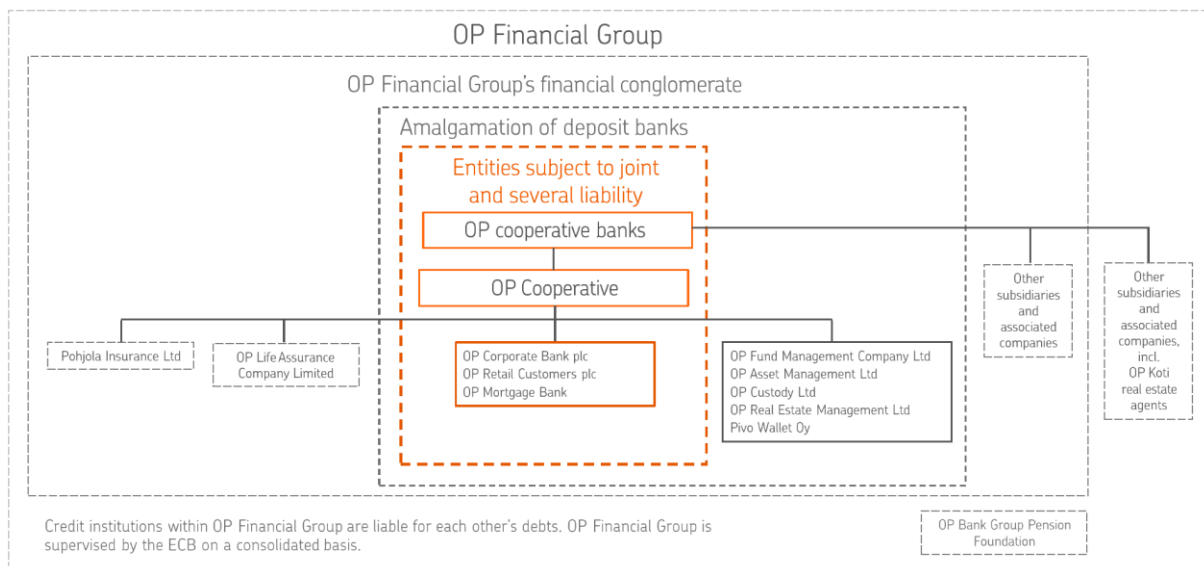 OP Financial Group
OP Financial Group's financial conglomerate
Amalgamation of deposit banks
Entities subject to joint
and several liability
OP cooperative banks
OP Cooperative
Pohjola Insurance Ltd
OP Life Assurance
Company Limited
OP Corporate Bank plc
OP Retail Customers plc
OP Mortgage Bank
OP Fund Management Company Ltd
OP Asset Management Ltd
OP Custody Ltd
OP Real Estate Management Ltd
Pivo Wallet Oy
Other
subsidiaries
and
associated
companies
Other
subsidiaries
and
associated
companies,
incl.
OP Koti
real estate
agents
Credit institutions within OP Financial Group are liable for each other's debts. OP Financial Group is
supervised by the ECB on a consolidated basis.
OP Bank Group Pension
Foundation